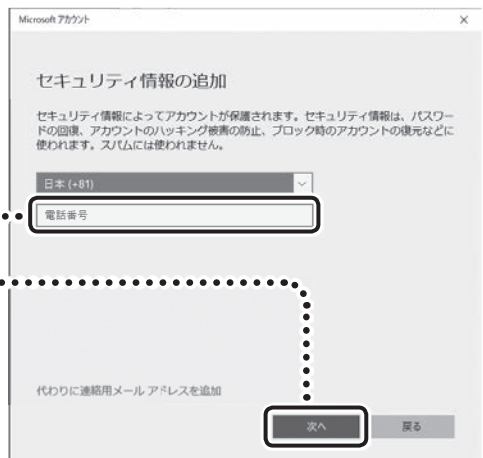 Microsoft アカウント
セキュリティ情報の追加
セキュリティ情報によってアカウントが保護されます。セキュリティ情報は、パスワー
ドの回復、アカウントのハッキング被害の防止、ブロック時のアカウントの復元などに
使われます。スパムには使われません。
日本 (+81)
電話番号
代わりに連絡用メール アドレスを追加
次へ
戻る